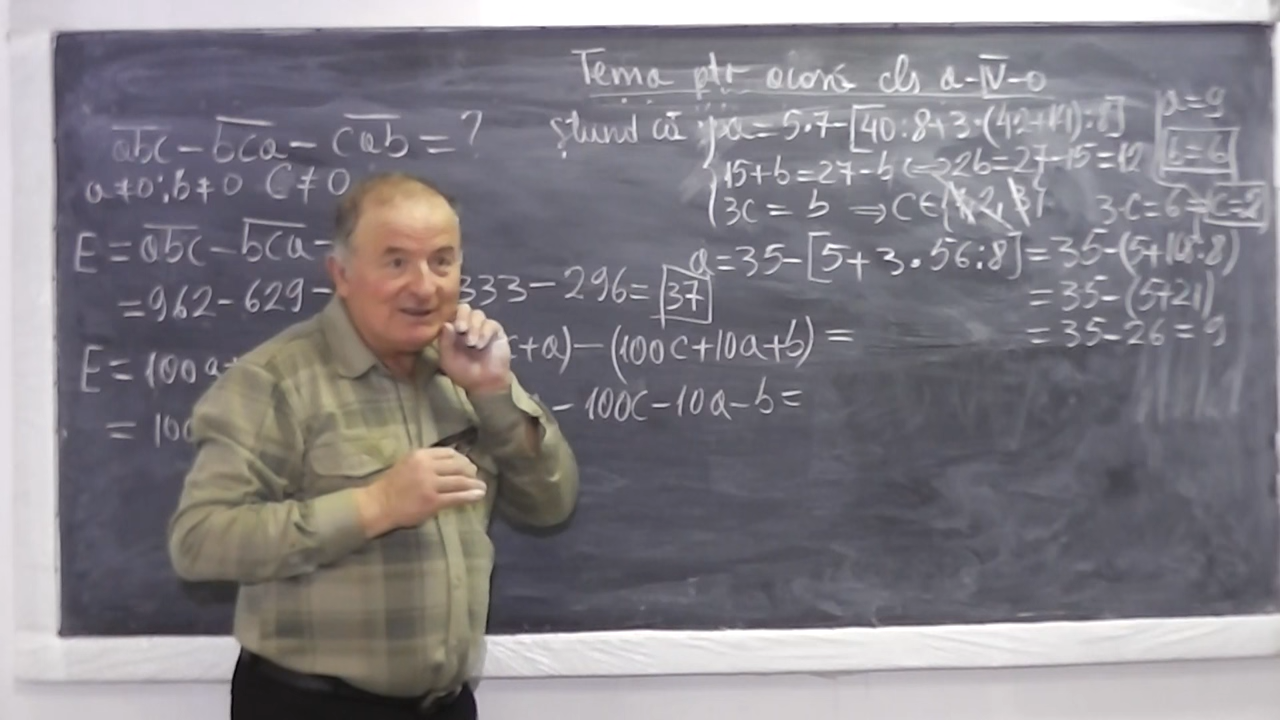 Tema ptr acasă cls a-IV-a
abc - bca - cab = ? știind că: a = 5·7-[40:8+3·(42+14):8]
a≠0; b≠0 c≠0
15+b=27-b ⇒ 2b=27-15=12
3c = b ⇒ c∈{1,2,3}
a=9
b=6
3·c=6 ⇒ c=2
E = abc - bca -
= 962 - 629 - 333 - 296 = 37
E = 100a+ c+a) - (100c+10a+b) =
= 100 - 100c - 10a - b =
a=35-[5+3·56:8] = 35-(5+168:8)
= 35-(5+21)
= 35-26 = 9